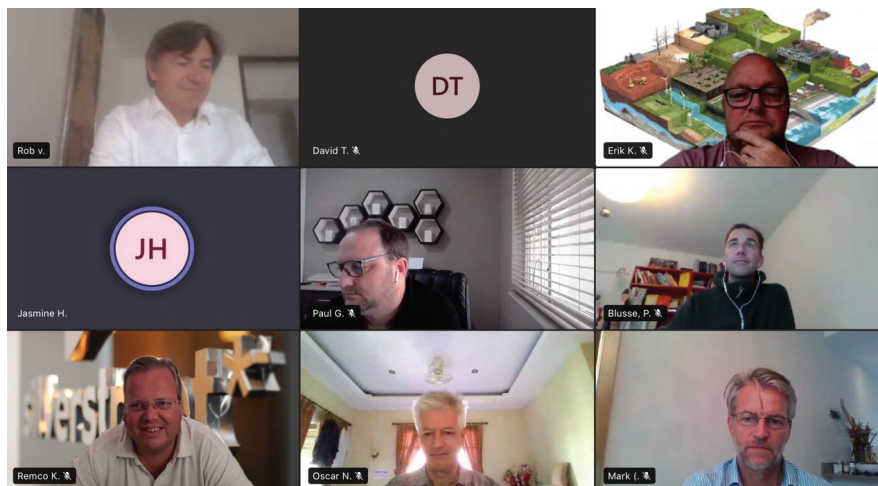 Rob v.
DT
David T.
Erik K.
JH
Jasmine H.
Paul G.
Blusse, P.
Remco K.
Oscar N.
Mark (.